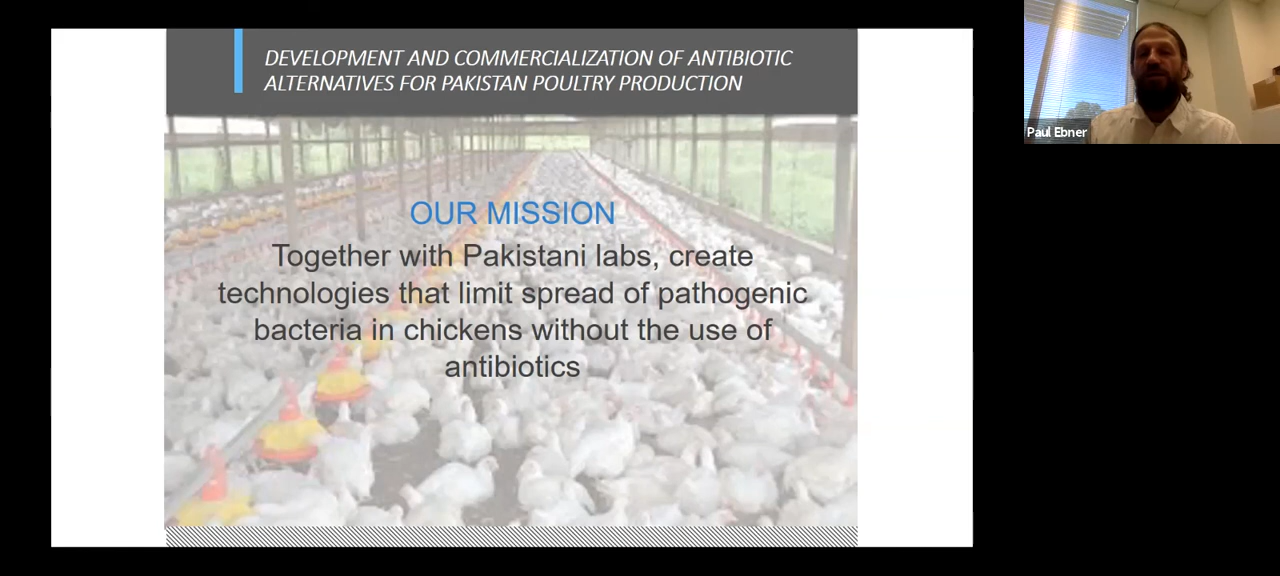 DEVELOPMENT AND COMMERCIALIZATION OF ANTIBIOTIC
ALTERNATIVES FOR PAKISTAN POULTRY PRODUCTION
OUR MISSION
Together with Pakistani labs, create
technologies that limit spread of pathogenic
bacteria in chickens without the use of
antibiotics
Paul Ebner